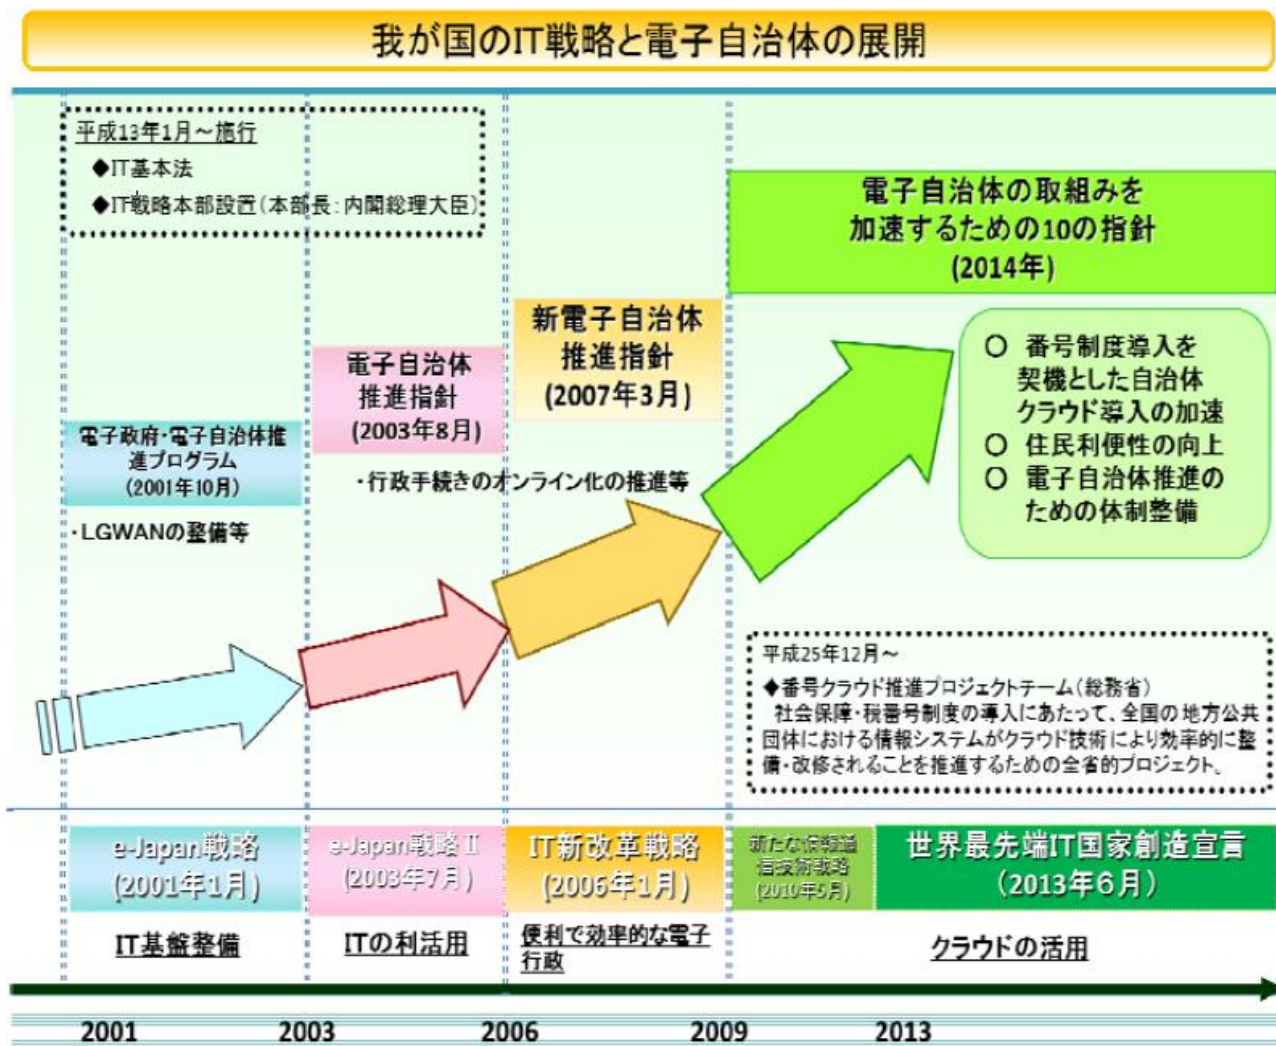 我が国のIT戦略と電子自治体の展開
平成13年1月～施行
◆IT基本法
◆IT戦略本部設置(本部長:内閣総理大臣)
電子自治体の取組みを
加速するための10の指針
(2014年)
新電子自治体
推進指針
(2007年3月)
電子自治体
推進指針
(2003年8月)
電子政府・電子自治体推
進プログラム
(2001年10月)
○ 番号制度導入を
契機とした自治体
クラウド導入の加速
○ 住民利便性の向上
○ 電子自治体推進の
ための体制整備
・行政手続きのオンライン化の推進等
・LGWANの整備等
平成25年12月～
◆番号クラウド推進プロジェクトチーム(総務省)
社会保障・税番号制度の導入にあたって、全国の地方公共
団体における情報システムがクラウド技術により効率的に整
備・改修されることを推進するための全省的プロジェクト。
e-Japan戦略
(2001年1月)
e-Japan戦略Ⅱ
(2003年7月)
IT新改革戦略
(2006年1月)
新たな情報通
信技術戦略
(2010年5月)
世界最先端IT国家創造宣言
(2013年6月)
IT基盤整備
ITの利活用
便利で効率的な電子
行政
クラウドの活用
2001
2003
2006
2009
2013